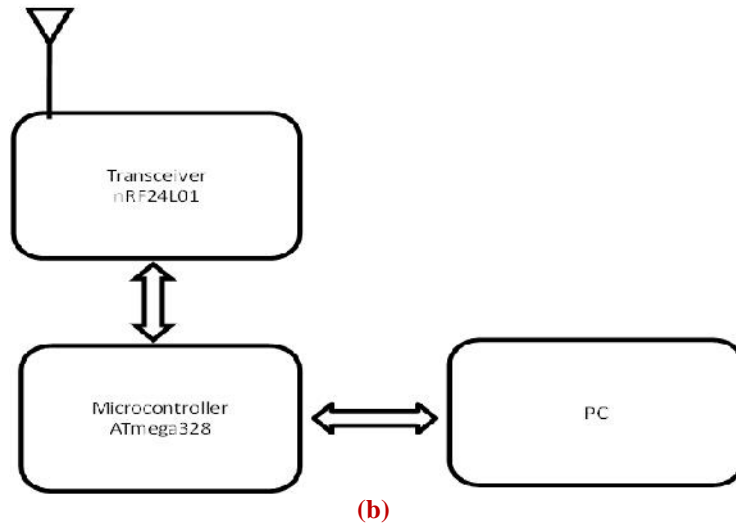 Transceiver
nRF24L01
Microcontroller
ATmega328
PC
(b)